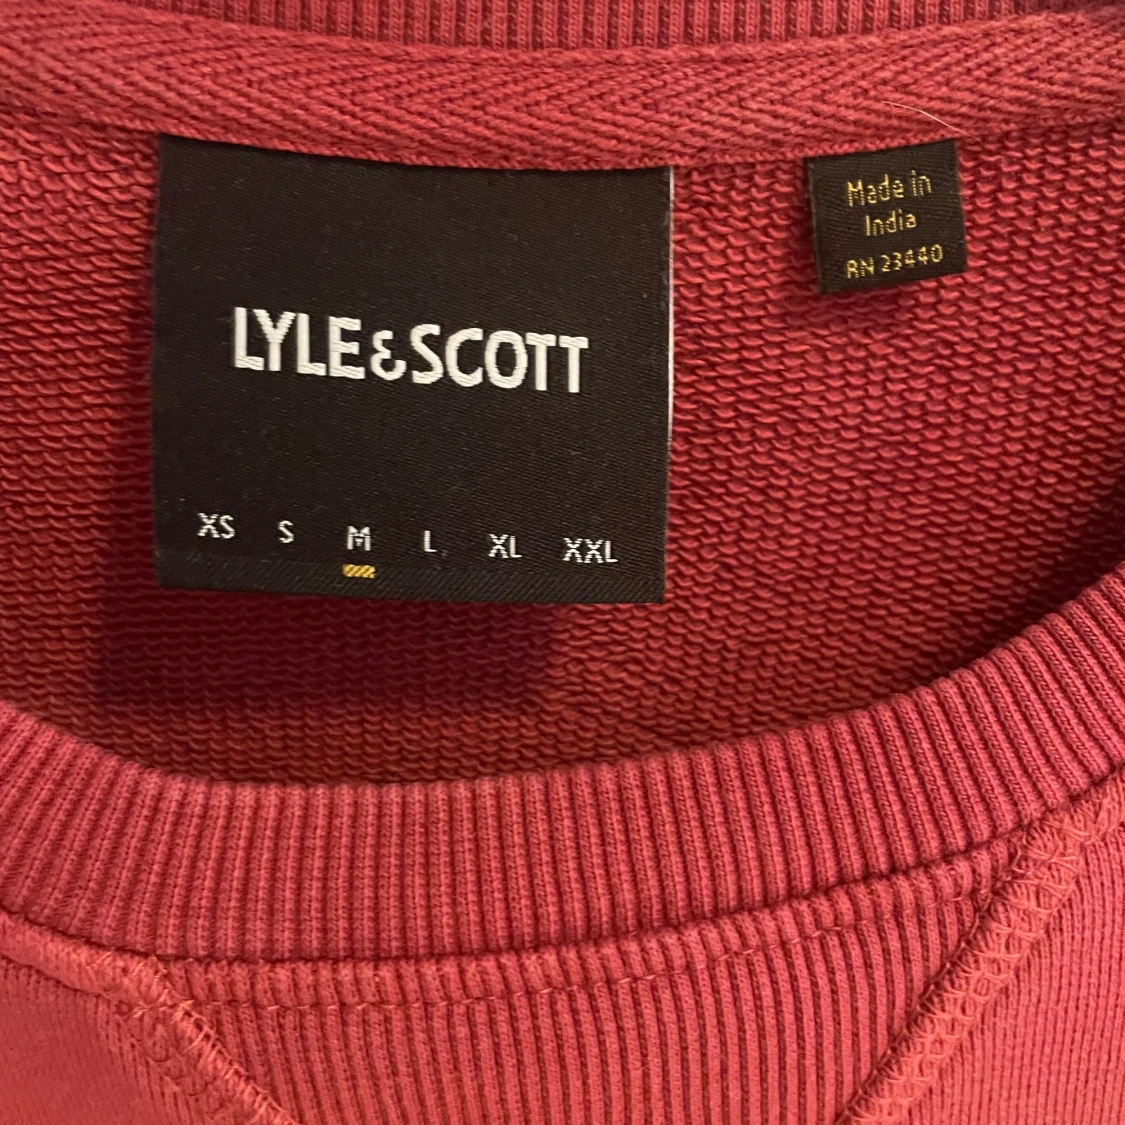 LYLE&SCOTT
XS S M L XL XXL
Made in
India
RN 23440